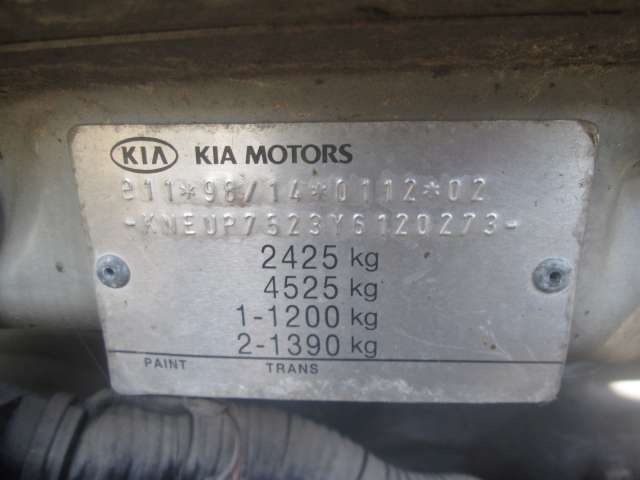 KIA KIA MOTORS
e11*98/14*0112*02
-KNEUP7523Y6120273-
2425 kg
4525 kg
1-1200 kg
2-1390 kg
PAINT TRANS